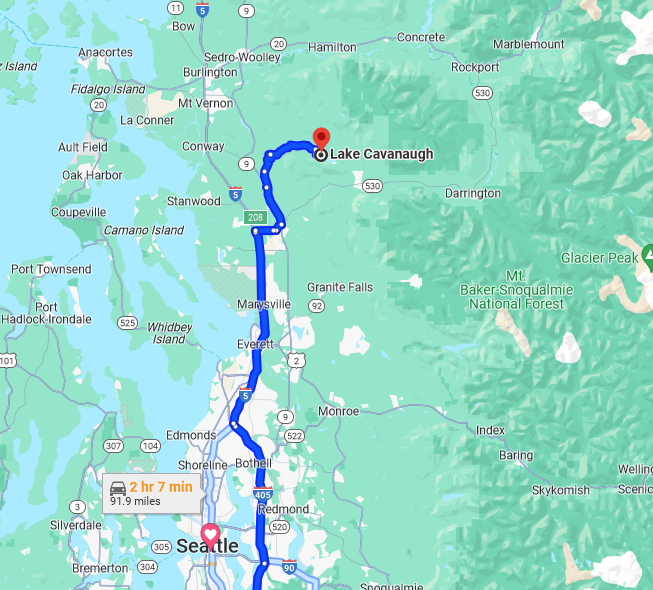 11
Bow
5
9
20
Anacortes
Sedro-Woolley
Hamilton
Concrete
Marblemount
Burlington
Rockport
Fidalgo Island
20
530
Mt Vernon
La Conner
Ault Field
Conway
9
Lake Cavanaugh
Oak Harbor
5
530
Darrington
Stanwood
Coupeville
208
Camano Island
Glacier Peak
Port Townsend
Mt.
Baker-Snoqualmie
National Forest
Granite Falls
Marysville
92
Port
Hadlock-Irondale
525
Whidbey
Island
101
Everett
2
5
Monroe
9
522
Index
Edmonds
307
104
Baring
Shoreline
Bothell
2 hr 7 min
91.9 miles
405
Skykomish
Scenic
3
Redmond
Silverdale
520
305
Seattle
Bremerton
304
90
Snoqualmie